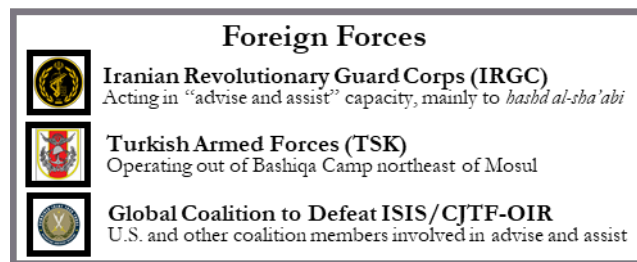 Foreign Forces
Iranian Revolutionary Guard Corps (IRGC)
Acting in “advise and assist” capacity, mainly to hashd al-sha’abi
Turkish Armed Forces (TSK)
Operating out of Bashiqa Camp northeast of Mosul
Global Coalition to Defeat ISIS/CJTF-OIR
U.S. and other coalition members involved in advise and assist